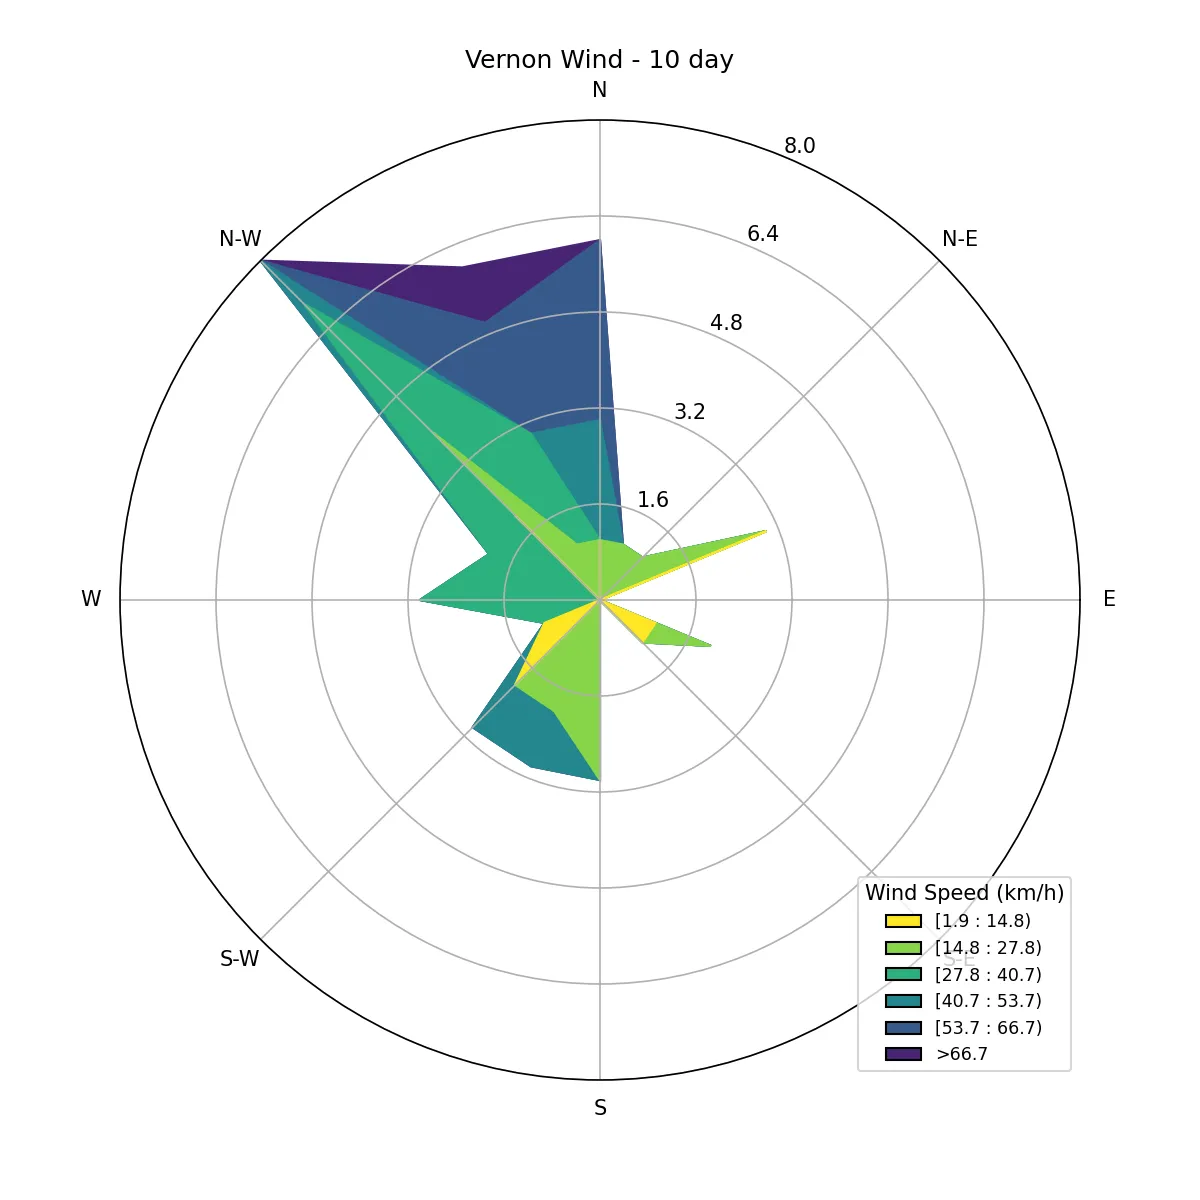 Vernon Wind - 10 day
N
8.0
6.4
N-W
N-E
4.8
3.2
1.6
W
E
Wind Speed (km/h)
[1.9 : 14.8)
[14.8 : 27.8)
S-W
S-E
[27.8 : 40.7)
[40.7 : 53.7)
[53.7 : 66.7)
>66.7
S